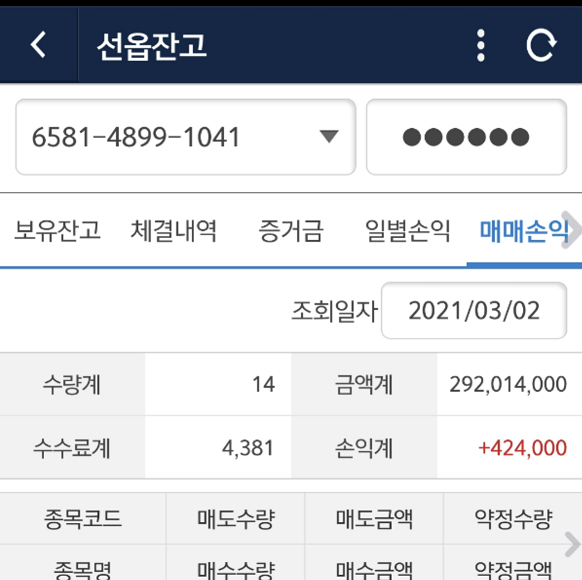 선옵잔고
6581-4899-1041 ●●●●●●
보유잔고 체결내역 증거금 일별손익 매매손익
조회일자 2021/03/02
수량계 14 금액계 292,014,000
수수료계 4,381 손익계 +424,000
종목코드 매도수량 매도금액 약정수량
종목명 매수수량 매수금액 약정금액